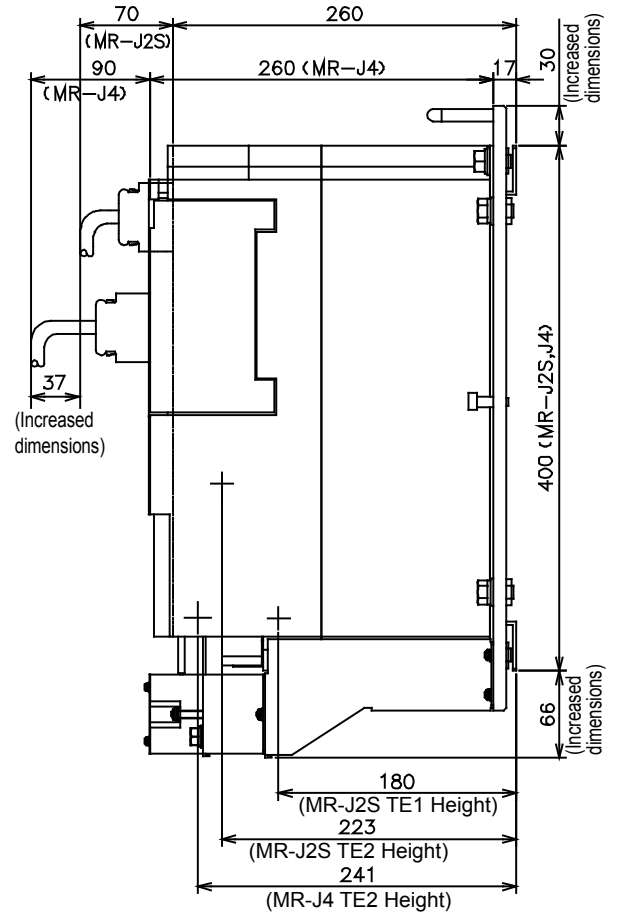 70
260
(MR-J2S)
90
260 (MR-J4)
17
(MR-J4)
30
(Increased
dimensions)
37
(Increased
dimensions)
400 (MR-J2S,J4)
66
(Increased
dimensions)
180
(MR-J2S TE1 Height)
223
(MR-J2S TE2 Height)
241
(MR-J4 TE2 Height)